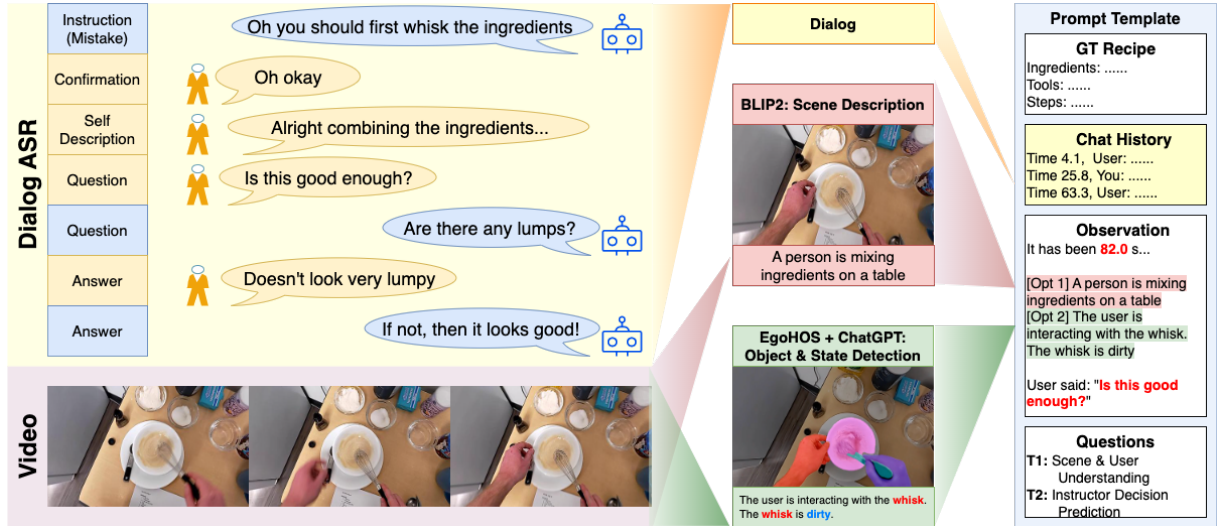 Dialog ASR
Instruction
(Mistake)
Oh you should first whisk the ingredients
Confirmation
Oh okay
Self
Description
Alright combining the ingredients...
Question
Is this good enough?
Question
Are there any lumps?
Answer
Doesn't look very lumpy
Answer
If not, then it looks good!
Video
Dialog
BLIP2: Scene Description
A person is mixing
ingredients on a table
EgoHOS + ChatGPT:
Object & State Detection
The user is interacting with the whisk.
The whisk is dirty.
Prompt Template
GT Recipe
Ingredients: ......
Tools: ......
Steps: ......
Chat History
Time 4.1, User: ......
Time 25.8, You: ......
Time 63.3, User: ......
Observation
It has been 82.0 s...
[Opt 1] A person is mixing
ingredients on a table
[Opt 2] The user is
interacting with the whisk.
The whisk is dirty
User said: "Is this good
enough?"
Questions
T1: Scene & User
Understanding
T2: Instructor Decision
Prediction